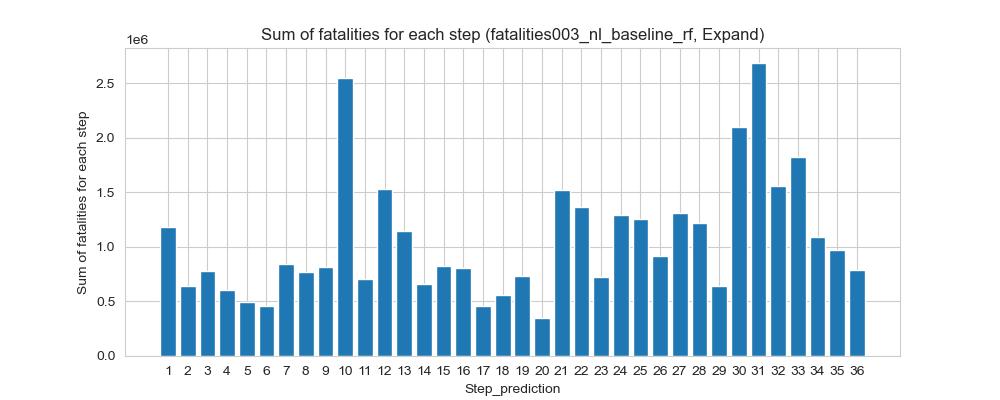 Sum of fatalities for each step (fatalities003_nl_baseline_rf, Expand)
1e6
2.5
2.0
1.5
1.0
0.5
0.0
Sum of fatalities for each step
1 2 3 4 5 6 7 8 9 10 11 12 13 14 15 16 17 18 19 20 21 22 23 24 25 26 27 28 29 30 31 32 33 34 35 36
Step_prediction